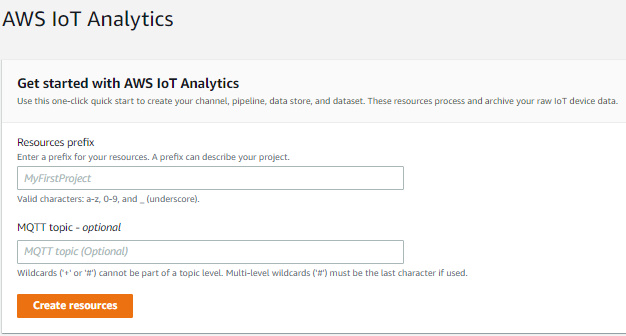 AWS IoT Analytics
Get started with AWS IoT Analytics
Use this one-click quick start to create your channel, pipeline, data store, and dataset. These resources process and archive your raw IoT device data.
Resources prefix
Enter a prefix for your resources. A prefix can describe your project.
MyFirstProject
Valid characters: a-z, 0-9, and _ (underscore).
MQTT topic - optional
MQTT topic (Optional)
Wildcards ('+' or '#') cannot be part of a topic level. Multi-level wildcards ('#') must be the last character if used.
Create resources